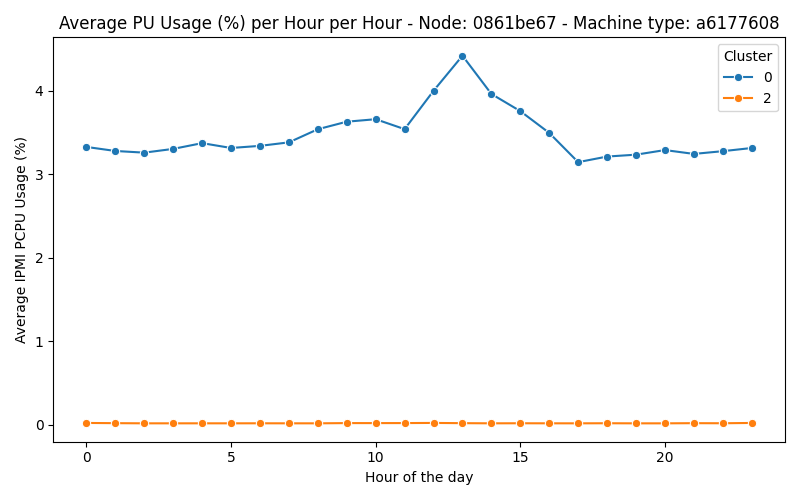 Average PU Usage (%) per Hour per Hour - Node: 0861be67 - Machine type: a6177608
Cluster
0
2
Average IPMI PCPU Usage (%)
4
3
2
1
0
0 5 10 15 20
Hour of the day